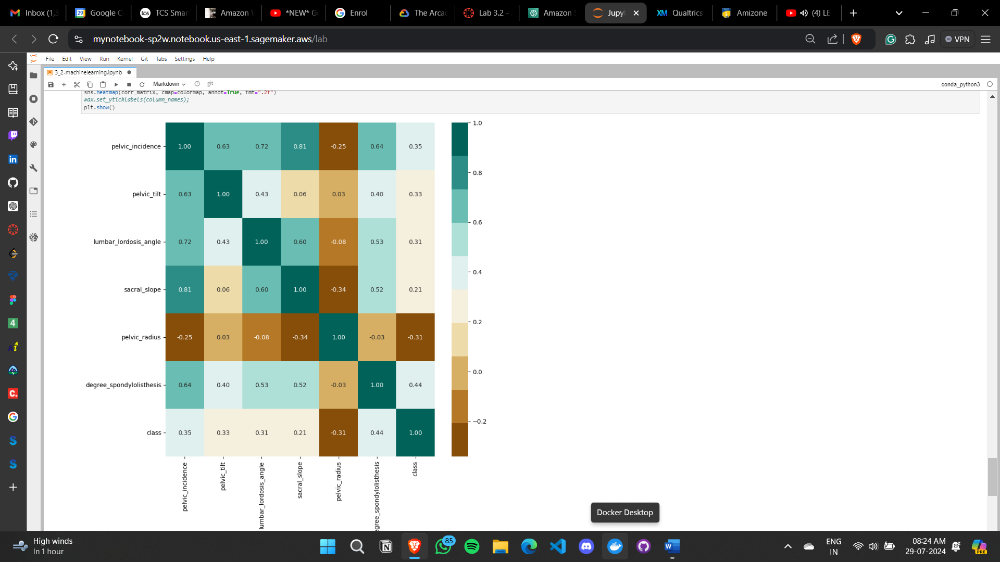 Inbox (1,3
Google C
TCS Smar
Amazon V
*NEW* G
Enrol
The Arca
Lab 3.2 -
Amazon S
Jupyt
Qualtrics
Amizone
(4) LE
mynotebook-sp2w.notebook.us-east-1.sagemaker.aws/lab
VPN
File Edit View Run Kernel Git Tabs Settings Help
3_2-machinelearning.ipynb
Markdown git conda_python3
sns.heatmap(corr_matrix, cmap=colormap, annot=True, fmt=".2f")
#ax.set_yticklabels(column_names);
plt.show()
pelvic_incidence 1.00 0.63 0.72 0.81 -0.25 0.64 0.35
pelvic_tilt 0.63 1.00 0.43 0.06 0.03 0.40 0.33
lumbar_lordosis_angle 0.72 0.43 1.00 0.60 -0.08 0.53 0.31
sacral_slope 0.81 0.06 0.60 1.00 -0.34 0.52 0.21
pelvic_radius -0.25 0.03 -0.08 -0.34 1.00 -0.03 -0.31
degree_spondylolisthesis 0.64 0.40 0.53 0.52 -0.03 1.00 0.44
class 0.35 0.33 0.31 0.21 -0.31 0.44 1.00
pelvic_incidence
pelvic_tilt
lumbar_lordosis_angle
sacral_slope
pelvic_radius
egree_spondylolisthesis
class
1.0
0.8
0.6
0.4
0.2
0.0
−0.2
Docker Desktop
High winds
In 1 hour
85
ENG
IN
08:24 AM
29-07-2024
PRE